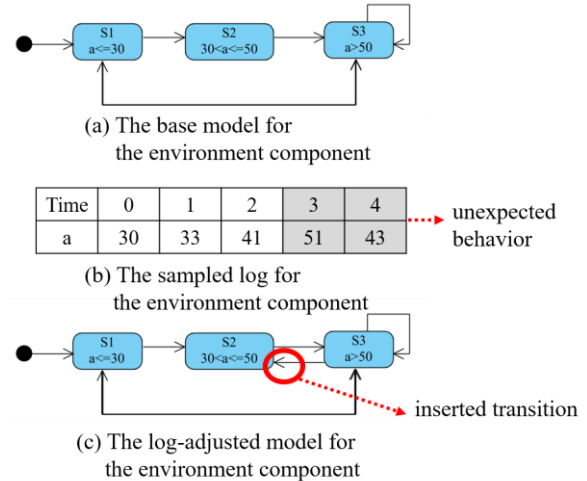 S1
a<=30
S2
30<a<=50
S3
a>50
(a) The base model for
the environment component
Time 0 1 2 3 4
a 30 33 41 51 43
unexpected
behavior
(b) The sampled log for
the environment component
S1
a<=30
S2
30<a<=50
S3
a>50
inserted transition
(c) The log-adjusted model for
the environment component